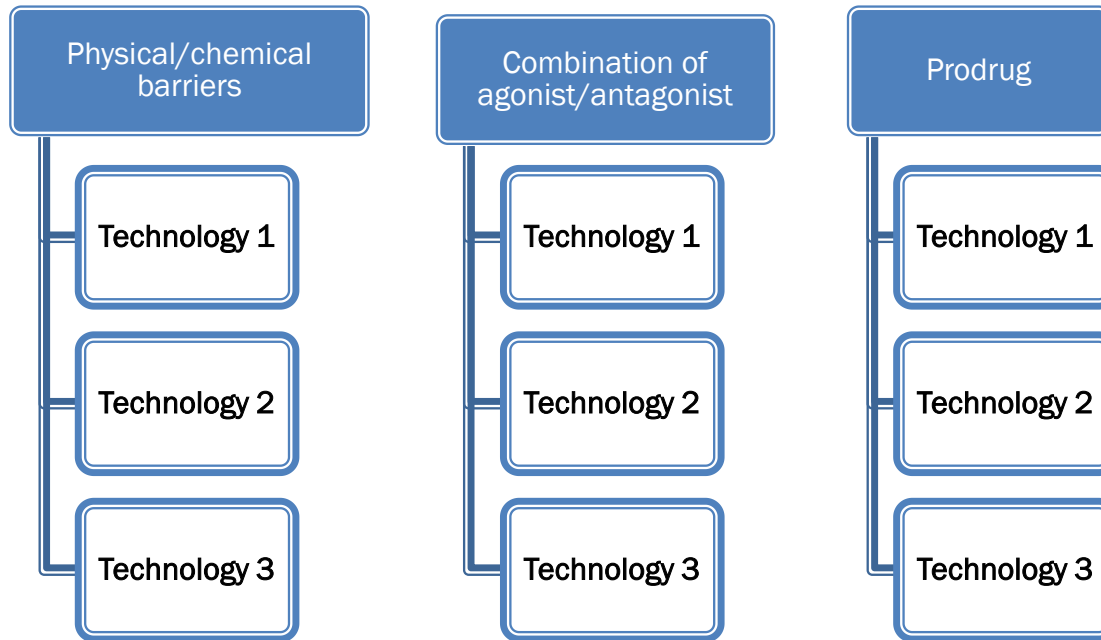 Physical/chemical
barriers
Technology 1
Technology 2
Technology 3
Combination of
agonist/antagonist
Technology 1
Technology 2
Technology 3
Prodrug
Technology 1
Technology 2
Technology 3